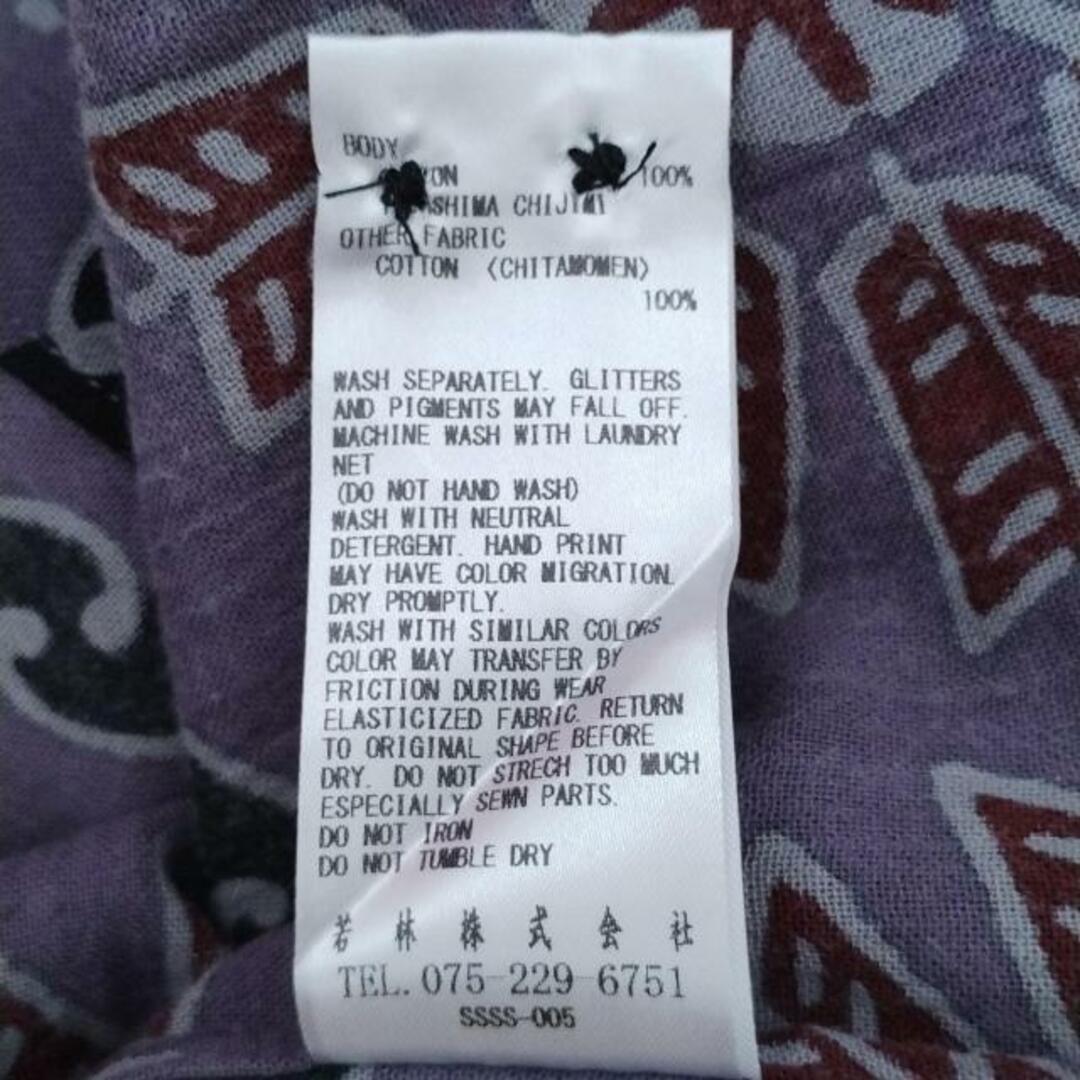 BODY
100%
CHIJIMI
OTHER FABRIC
COTTON (CHITAMOMEN)
100%
WASH SEPARATELY. GLITTERS
AND PIGMENTS MAY FALL OFF.
MACHINE WASH WITH LAUNDRY
NET
(DO NOT HAND WASH)
WASH WITH NEUTRAL
DETERGENT. HAND PRINT
MAY HAVE COLOR MIGRATION.
DRY PROMPTLY.
WASH WITH SIMILAR COLORS
COLOR MAY TRANSFER BY
FRICTION DURING WEAR
ELASTICIZED FABRIC. RETURN
TO ORIGINAL SHAPE BEFORE
DRY. DO NOT STRECH TOO MUCH
ESPECIALLY SEWN PARTS.
DO NOT IRON
DO NOT TUMBLE DRY
若林株式会社
TEL. 075-229-6751
SSSS-005